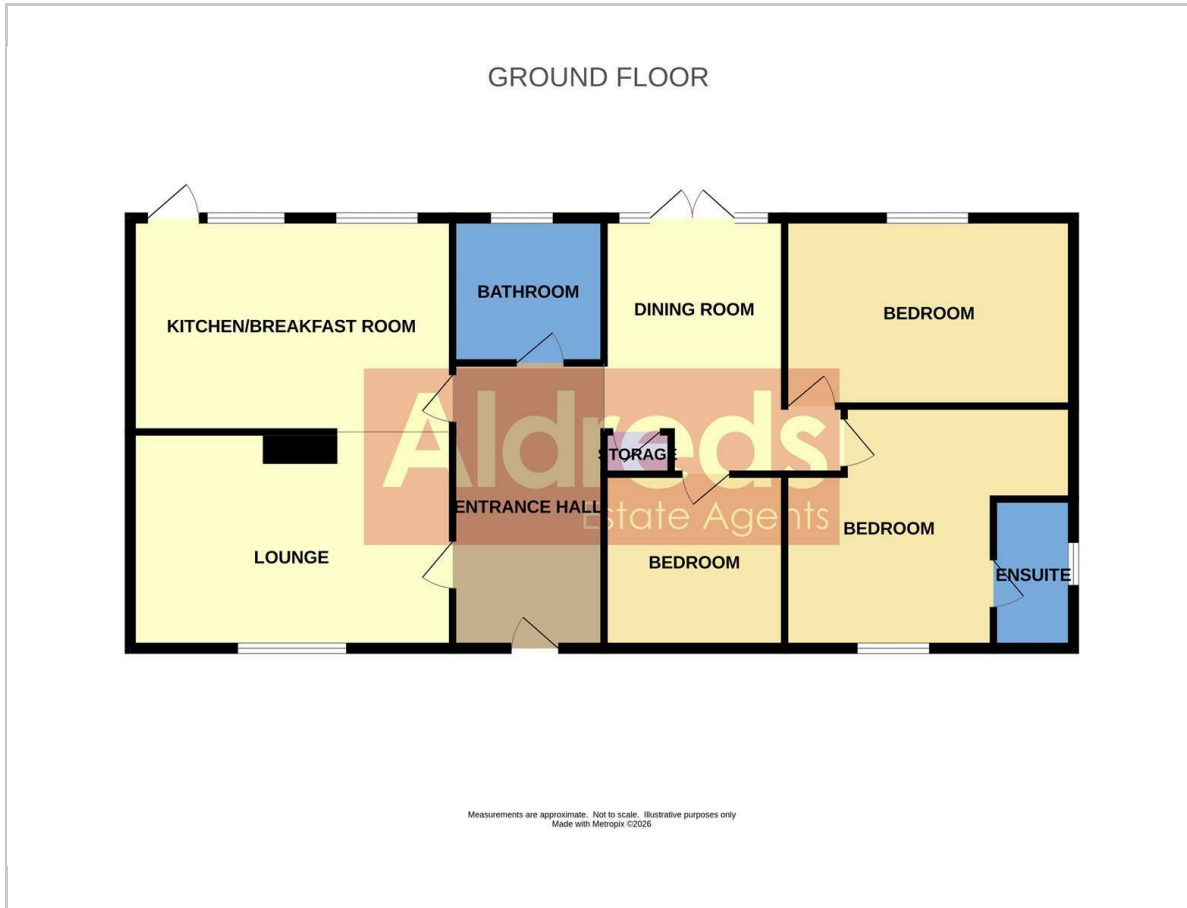 GROUND FLOOR
BATHROOM
DINING ROOM
BEDROOM
KITCHEN/BREAKFAST ROOM
Aldreds
STORAGE
ENTRANCE HALL
Estate Agents
BEDROOM
LOUNGE
BEDROOM
ENSUITE
Measurements are approximate. Not to scale. Illustrative purposes only
Made with Metropix ©2026